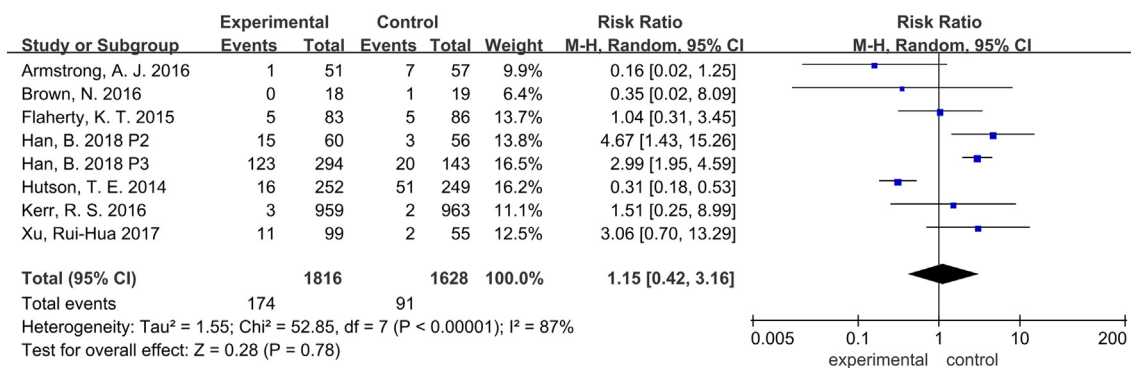 Experimental Control Risk Ratio Risk Ratio
Study or Subgroup Events Total Events Total Weight M-H, Random, 95% CI M-H, Random, 95% CI
Armstrong, A. J. 2016 1 51 7 57 9.9% 0.16 [0.02, 1.25]
Brown, N. 2016 0 18 1 19 6.4% 0.35 [0.02, 8.09]
Flaherty, K. T. 2015 5 83 5 86 13.7% 1.04 [0.31, 3.45]
Han, B. 2018 P2 15 60 3 56 13.8% 4.67 [1.43, 15.26]
Han, B. 2018 P3 123 294 20 143 16.5% 2.99 [1.95, 4.59]
Hutson, T. E. 2014 16 252 51 249 16.2% 0.31 [0.18, 0.53]
Kerr, R. S. 2016 3 959 2 963 11.1% 1.51 [0.25, 8.99]
Xu, Rui-Hua 2017 11 99 2 55 12.5% 3.06 [0.70, 13.29]
Total (95% CI) 1816 1628 100.0% 1.15 [0.42, 3.16]
Total events 174 91
Heterogeneity: Tau² = 1.55; Chi² = 52.85, df = 7 (P < 0.00001); I² = 87%
Test for overall effect: Z = 0.28 (P = 0.78)
0.005 0.1 1 10 200
experimental control